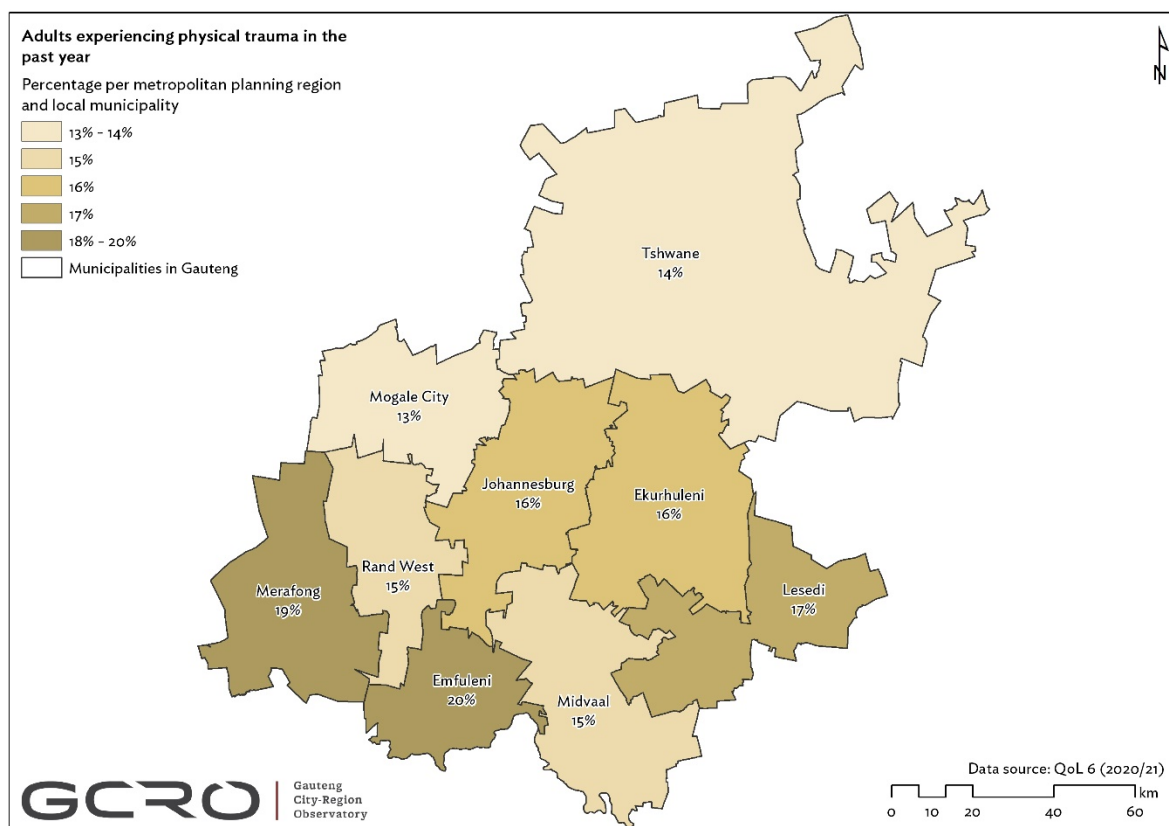 Adults experiencing physical trauma in the
past year
Percentage per metropolitan planning region
and local municipality
13% - 14%
15%
16%
17%
18% - 20%
Municipalities in Gauteng
N
Tshwane
14%
Mogale City
13%
Johannesburg
16%
Ekurhuleni
16%
Rand West
15%
Merafong
19%
Lesedi
17%
Emfuleni
20%
Midvaal
15%
GCRO
Gauteng
City-Region
Observatory
Data source: QoL 6 (2020/21)
km
0 10 20 40 60